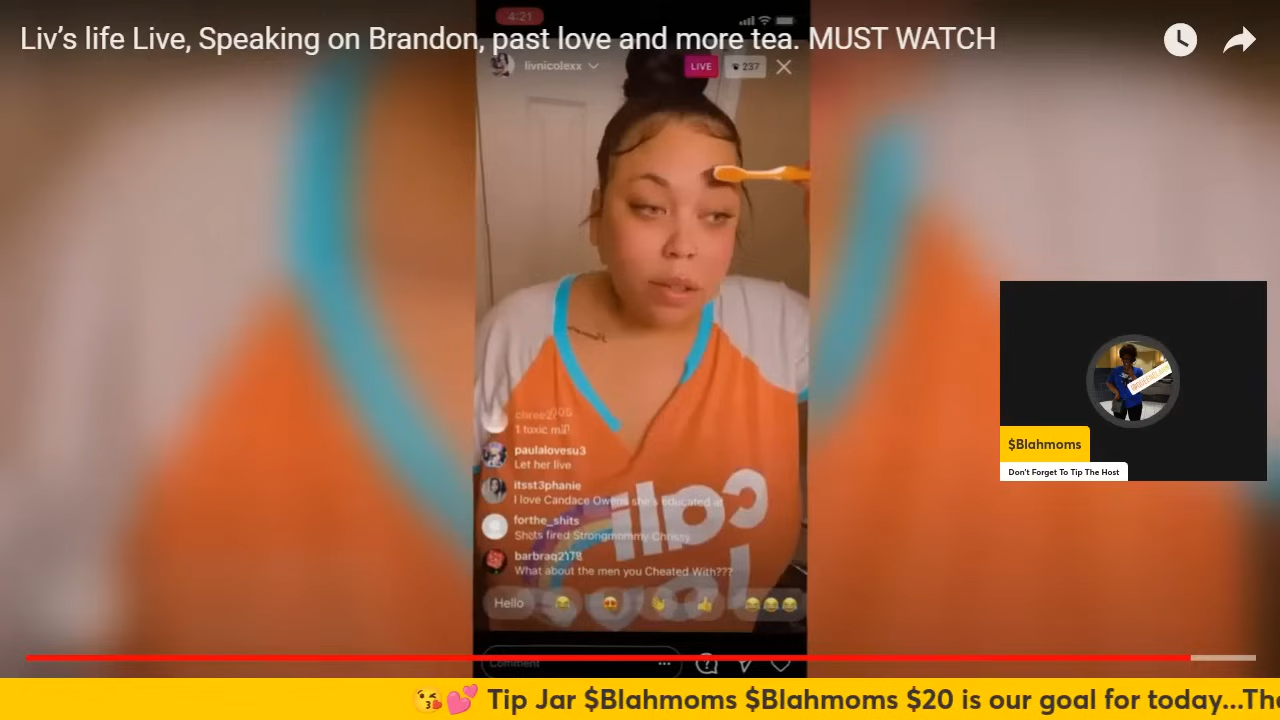 4:21
Liv’s life Live, Speaking on Brandon, past love and more tea. MUST WATCH
livnicolexx
LIVE
237
1 toxic
paulalovesu3
Let her live
itsst3phanie
I love Candace Owens she's educated
forthe_shits
Shots fired Strongmommy Chrissy
barbraq2178
What about the men you Cheated With???
Hello
Comment
cali
$Blahmoms
Don't Forget To Tip The Host
😘💕 Tip Jar $Blahmoms $Blahmoms $20 is our goal for today...Tha